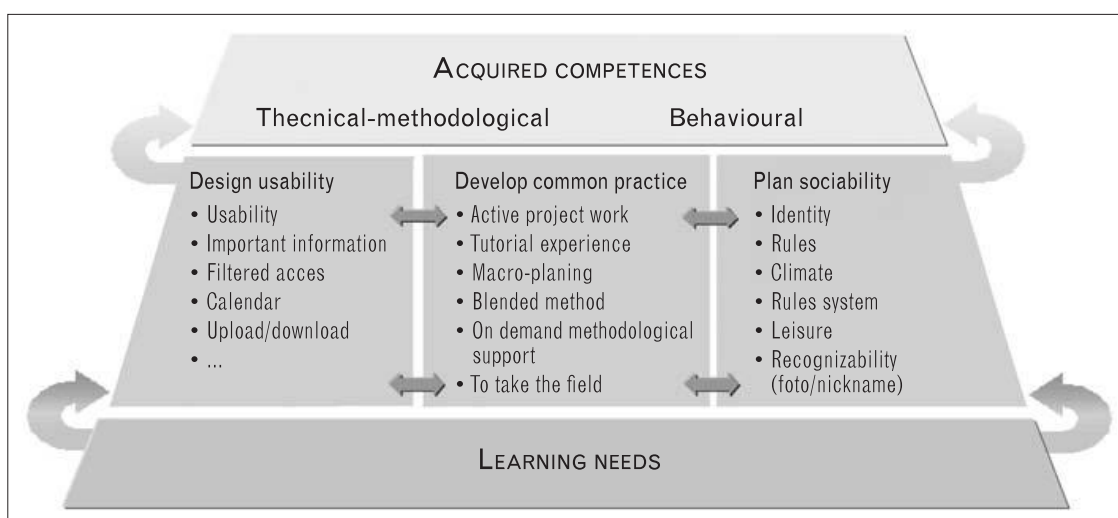 ACQUIRED COMPETENCES
Thecnical-methodological Behavioural
Design usability
• Usability
• Important information
• Filtered acces
• Calendar
• Upload/download
• ...
Develop common practice
• Active project work
• Tutorial experience
• Macro-planing
• Blended method
• On demand methodological
support
• To take the field
Plan sociability
• Identity
• Rules
• Climate
• Rules system
• Leisure
• Recognizability
(foto/nickname)
LEARNING NEEDS